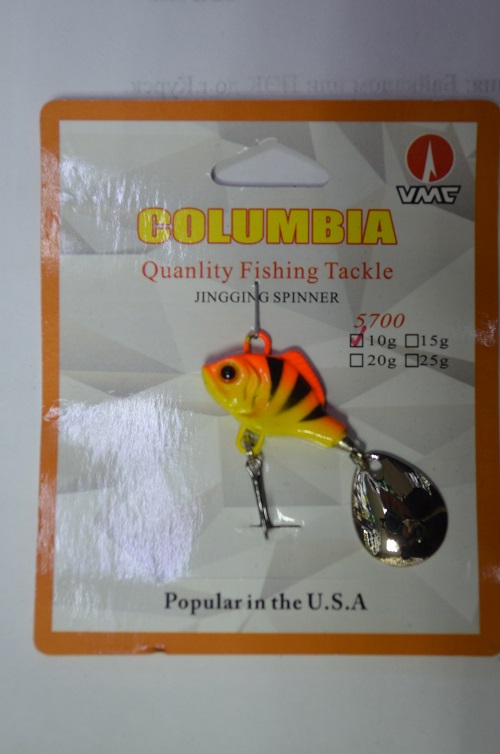 VMC
COLUMBIA
Quanlity Fishing Tackle
JINGGING SPINNER
5700
10g 15g
20g 25g
Popular in the U.S.A